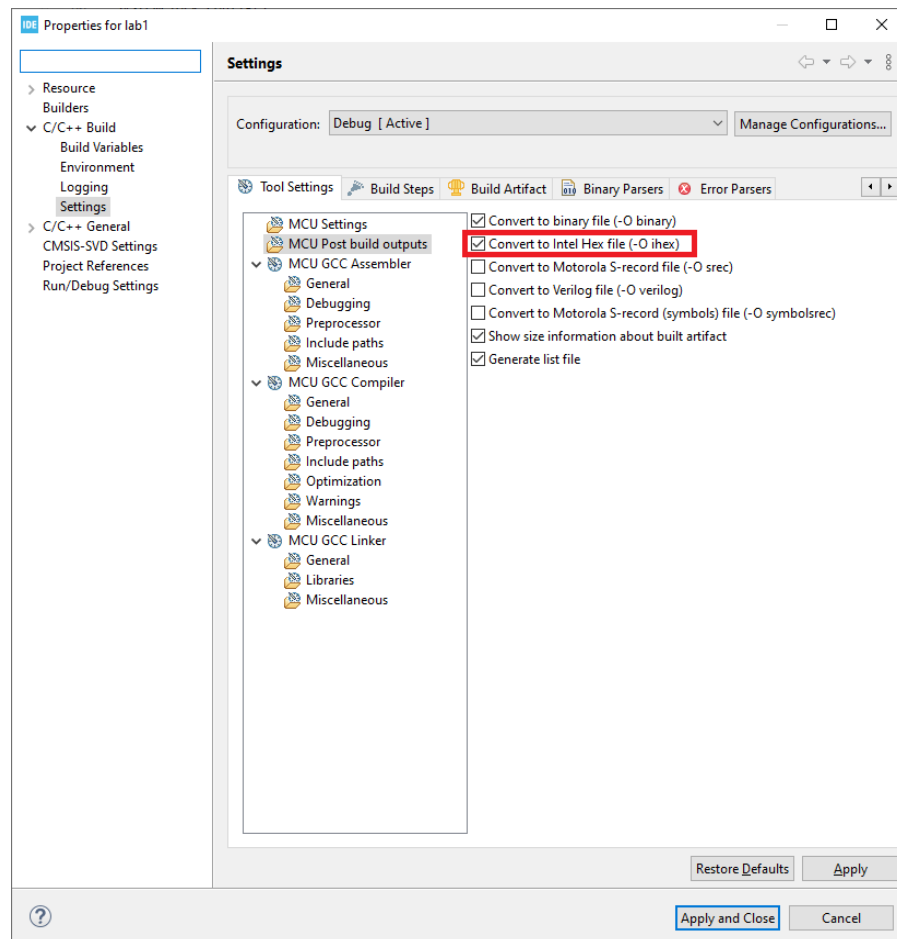 IDE Properties for lab1
Settings
Resource
Builders
C/C++ Build
Build Variables
Environment
Logging
Settings
C/C++ General
CMSIS-SVD Settings
Project References
Run/Debug Settings
Configuration: Debug [ Active ] Manage Configurations...
Tool Settings Build Steps Build Artifact 010 Binary Parsers Error Parsers
MCU Settings
MCU Post build outputs
MCU GCC Assembler
General
Debugging
Preprocessor
Include paths
Miscellaneous
MCU GCC Compiler
General
Debugging
Preprocessor
Include paths
Optimization
Warnings
Miscellaneous
MCU GCC Linker
General
Libraries
Miscellaneous
Convert to binary file (-O binary)
Convert to Intel Hex file (-O ihex)
Convert to Motorola S-record file (-O srec)
Convert to Verilog file (-O verilog)
Convert to Motorola S-record (symbols) file (-O symbolsrec)
Show size information about built artifact
Generate list file
Restore Defaults Apply
? Apply and Close Cancel